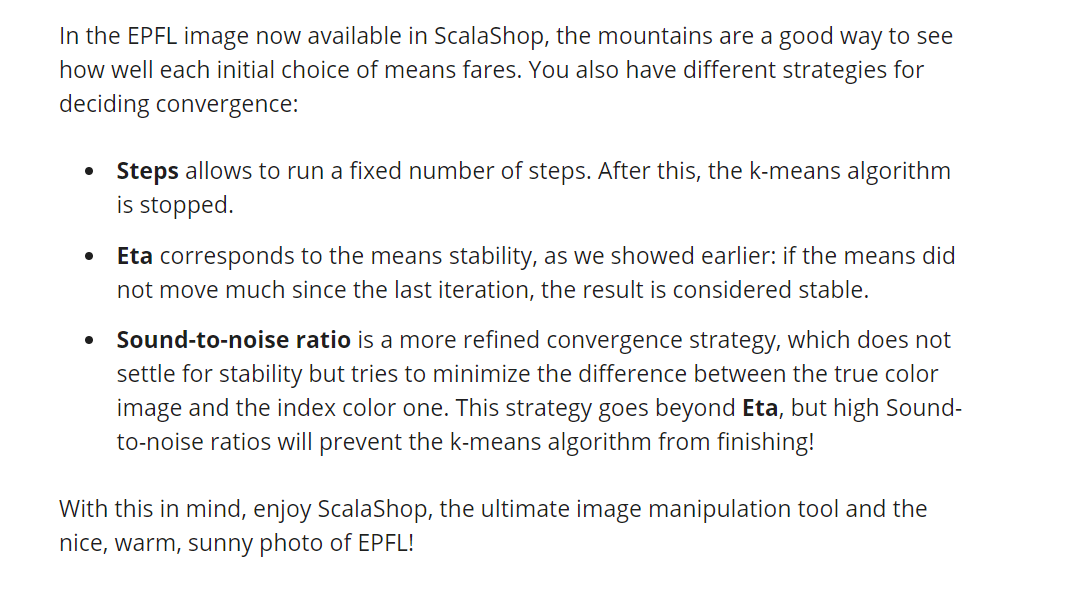 In the EPFL image now available in ScalaShop, the mountains are a good way to see
how well each initial choice of means fares. You also have different strategies for
deciding convergence:
• Steps allows to run a fixed number of steps. After this, the k-means algorithm
is stopped.
• Eta corresponds to the means stability, as we showed earlier: if the means did
not move much since the last iteration, the result is considered stable.
• Sound-to-noise ratio is a more refined convergence strategy, which does not
settle for stability but tries to minimize the difference between the true color
image and the index color one. This strategy goes beyond Eta, but high Sound-
to-noise ratios will prevent the k-means algorithm from finishing!
With this in mind, enjoy ScalaShop, the ultimate image manipulation tool and the
nice, warm, sunny photo of EPFL!